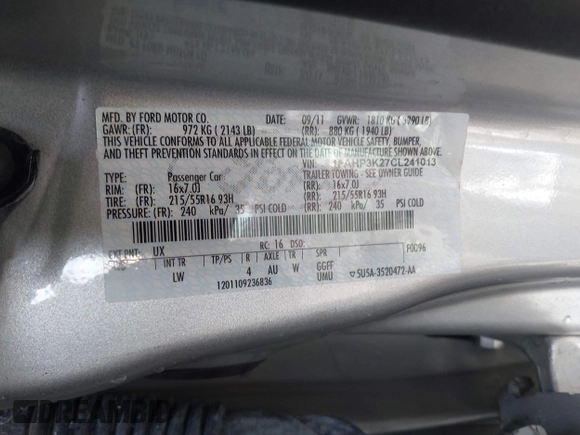 MFD. BY FORD MOTOR CO. 09/11 GVWR: 1810 KG ( LB)
GAWR: (FR): 972 KG ( 2143 LB) (RR): 880 KG ( 1940 LB)
THIS VEHICLE CONFORMS TO ALL APPLICABLE FEDERAL MOTOR VEHICLE SAFETY, BUMPER,
AND THEFT PREVENTION STANDARDS IN EFFECT ON THE DATE OF MANUFACTURE SHOWN ABOVE.
VIN: HP3K27CL241013
TYPE: Passenger Car TRAILER TOWING - SEE OWNER GUIDE
RIM: (FR): 16x7.0J (RR): 16x7.0J
TIRE: (FR): 215/55R16 93H (RR): 215/55R16 93H
PRESSURE: (FR): 240 kPa/ 35 PSI COLD (RR): 240 kPa/ 35 PSI COLD
RC: 16 DSO:
EXT PNT: UX F0096
INT TR TP/PS R A TR SPR
LW 4 AU W GGFF
UMU
1201109236836
5U5A-3520472-AA
DREAMBID